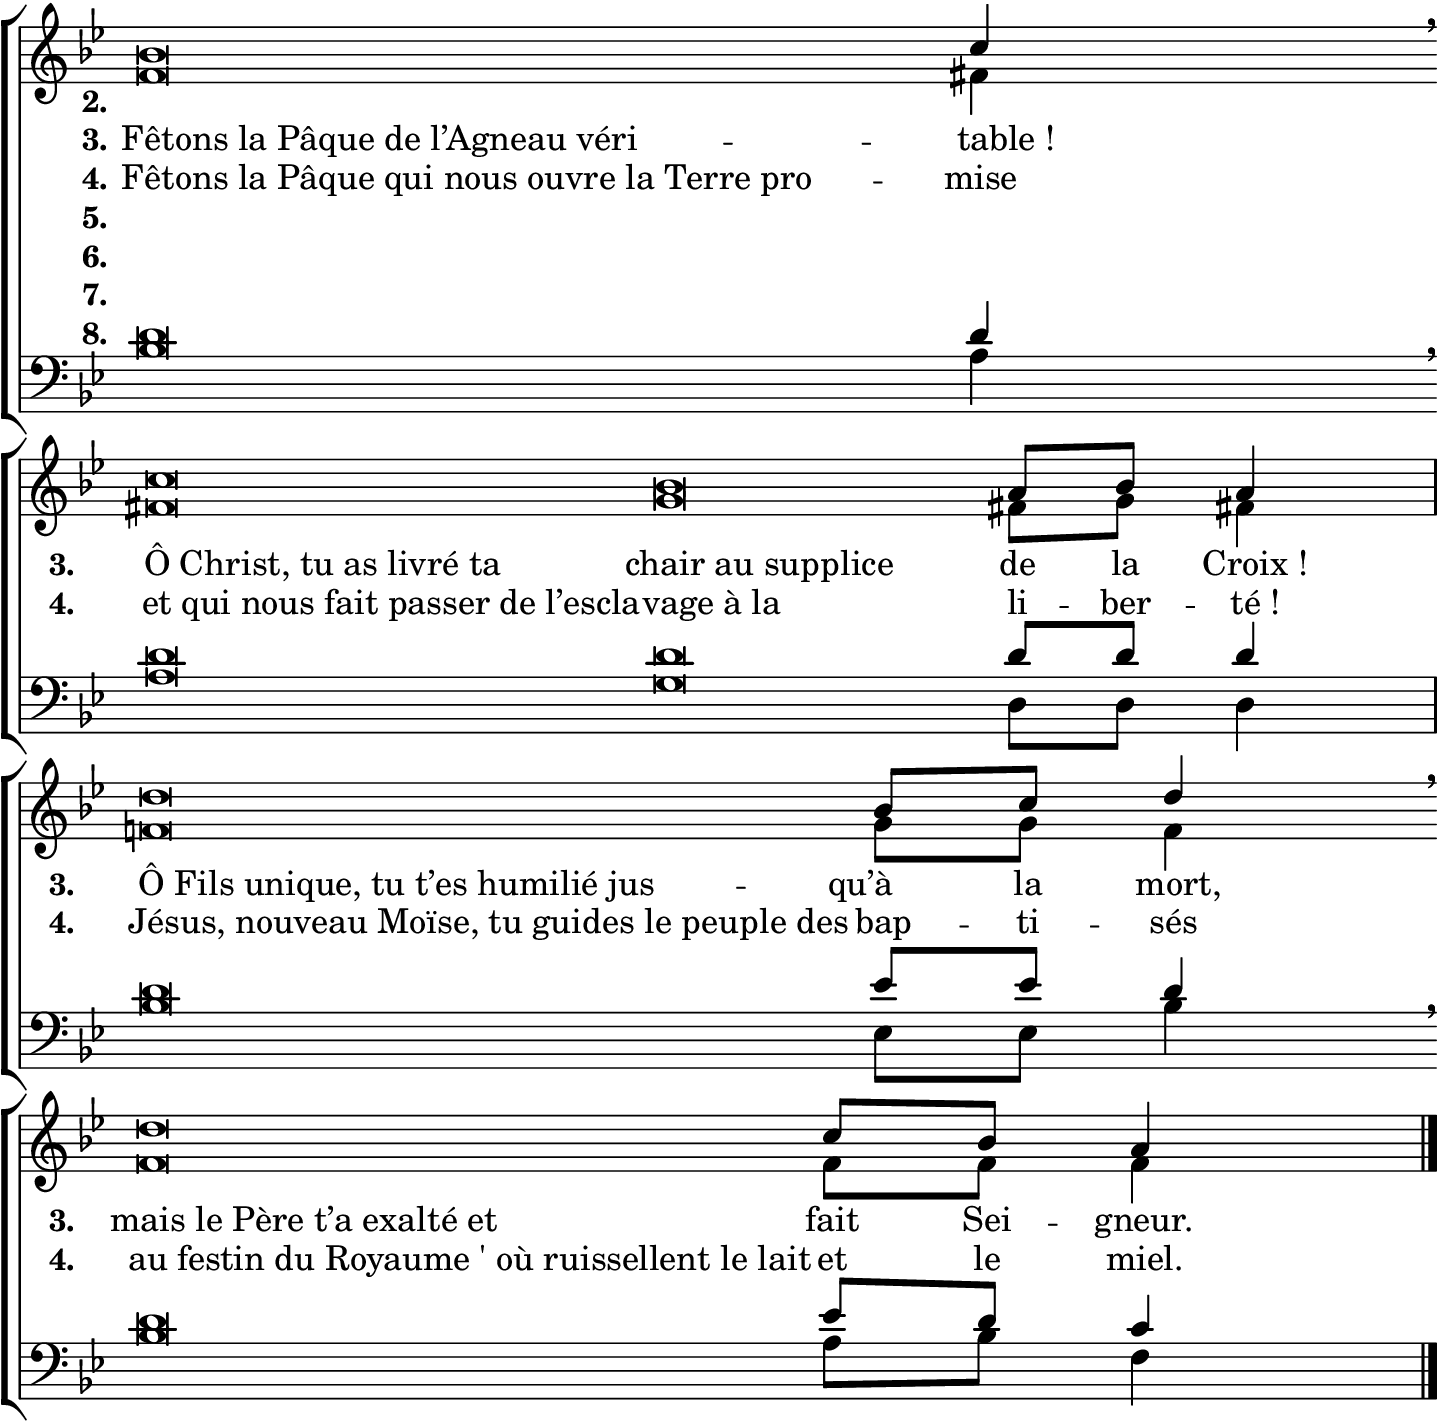 2.
3. Fêtons la Pâque de l’Agneau véri - - table !
4. Fêtons la Pâque qui nous ouvre la Terre pro - mise
5.
6.
7.
8.
3. Ô Christ, tu as livré ta chair au supplice de la Croix !
4. et qui nous fait passer de l’esclavage à la li - ber - té !
3. Ô Fils unique, tu t’es humilié jus - qu’à la mort,
4. Jésus, nouveau Moïse, tu guides le peuple des bap - ti - sés
3. mais le Père t’a exalté et fait Sei - gneur.
4. au festin du Royaume ' où ruissellent le lait et le miel.